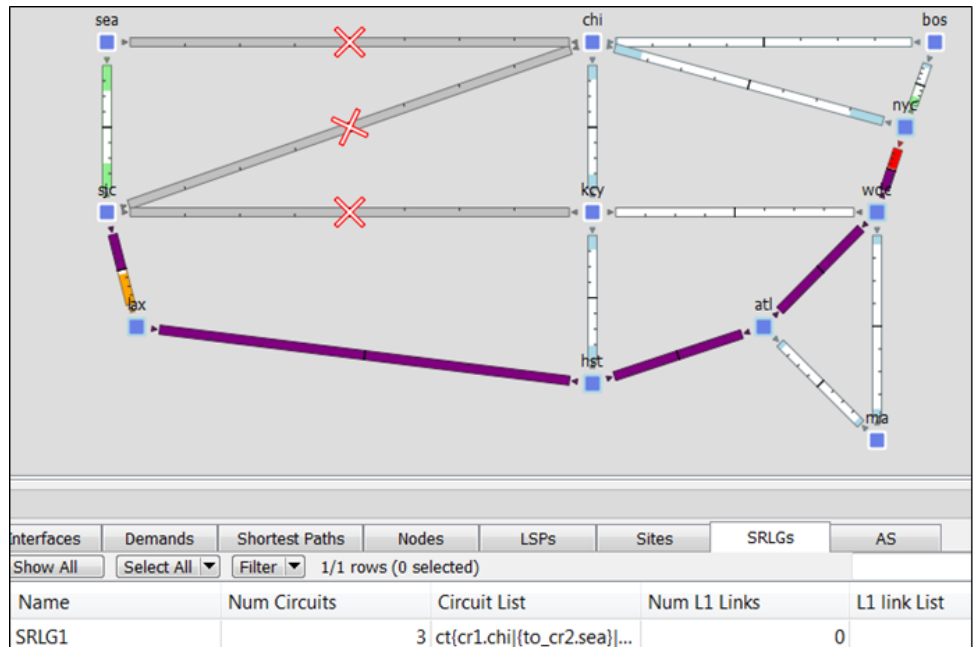 sea chi bos
nyc
sjc kcy wdc
lax atl
hst
mia
Interfaces Demands Shortest Paths Nodes LSPs Sites SRLGs AS
Show All Select All Filter 1/1 rows (0 selected)
Name Num Circuits Circuit List Num L1 Links L1 link List
SRLG1 3 ct{cr1.chi|{to_cr2.sea}|... 0